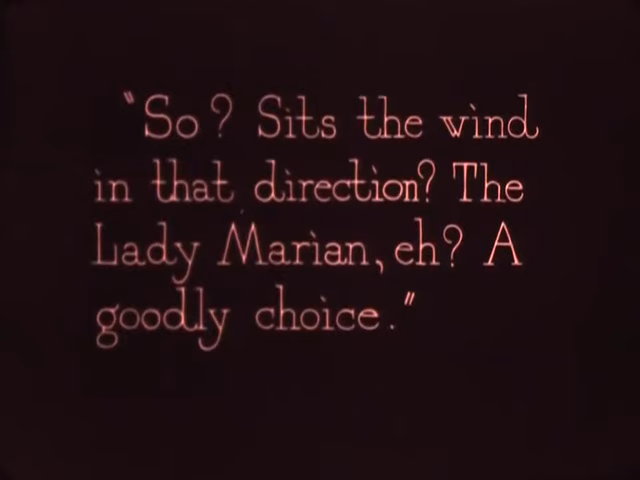 "So? Sits the wind
in that direction? The
Lady Marian, eh? A
goodly choice."